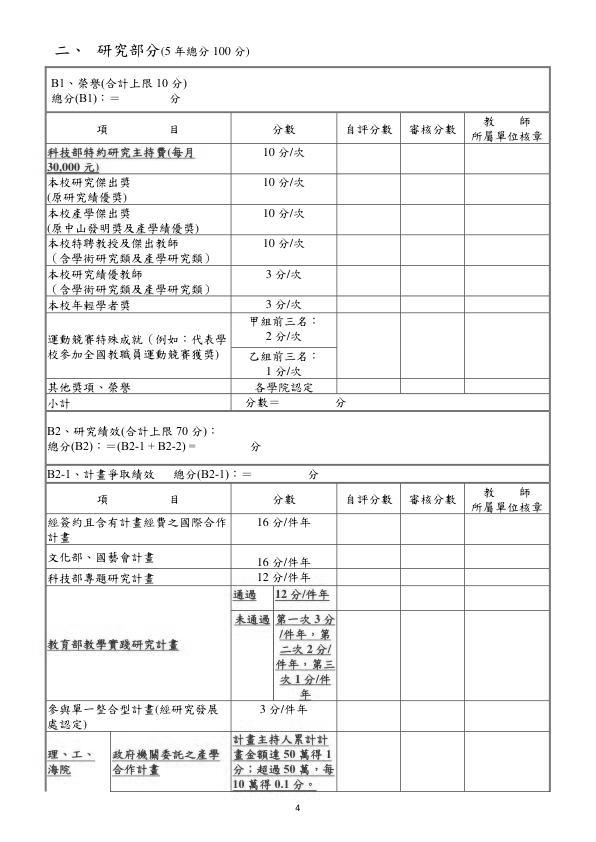 二、 研究部分(5 年總分 100 分)
B1、榮譽(合計上限 10 分)
總分(B1)：＝ 分
項 目 分數 自評分數 審核分數 教 師
所屬單位核章
科技部特約研究主持費(每月 10 分/次
30,000 元)
本校研究傑出獎 10 分/次
(原研究績優獎)
本校產學傑出獎 10 分/次
(原中山發明獎及產學績優獎)
本校特聘教授及傑出教師 10 分/次
（含學術研究類及產學研究類）
本校研究績優教師 3 分/次
（含學術研究類及產學研究類）
本校年輕學者獎 3 分/次
運動競賽特殊成就（例如：代表學
校參加全國教職員運動競賽獲獎）
甲組前三名：
2 分/次
乙組前三名：
1 分/次
其他獎項、榮譽 各學院認定
小計 分數＝ 分
B2、研究績效(合計上限 70 分)：
總分(B2)：＝(B2-1 + B2-2) = 分
B2-1、計畫爭取績效 總分(B2-1)：＝ 分
項 目 分數 自評分數 審核分數 教 師
所屬單位核章
經簽約且含有計畫經費之國際合作 16 分/件年
計畫
文化部、國藝會計畫 16 分/件年
科技部專題研究計畫 12 分/件年
教育部教學實踐研究計畫
通過 12 分/件年
未通過 第一次 3 分
/件年，第
二次 2 分/
件年，第三
次 1 分/件
年
參與單一整合型計畫(經研究發展 3 分/件年
處認定)
理、工、
海院
政府機關委託之產學
合作計畫
計畫主持人累計計
畫金額達 50 萬得 1
分；超過 50 萬，每
10 萬得 0.1 分。
4